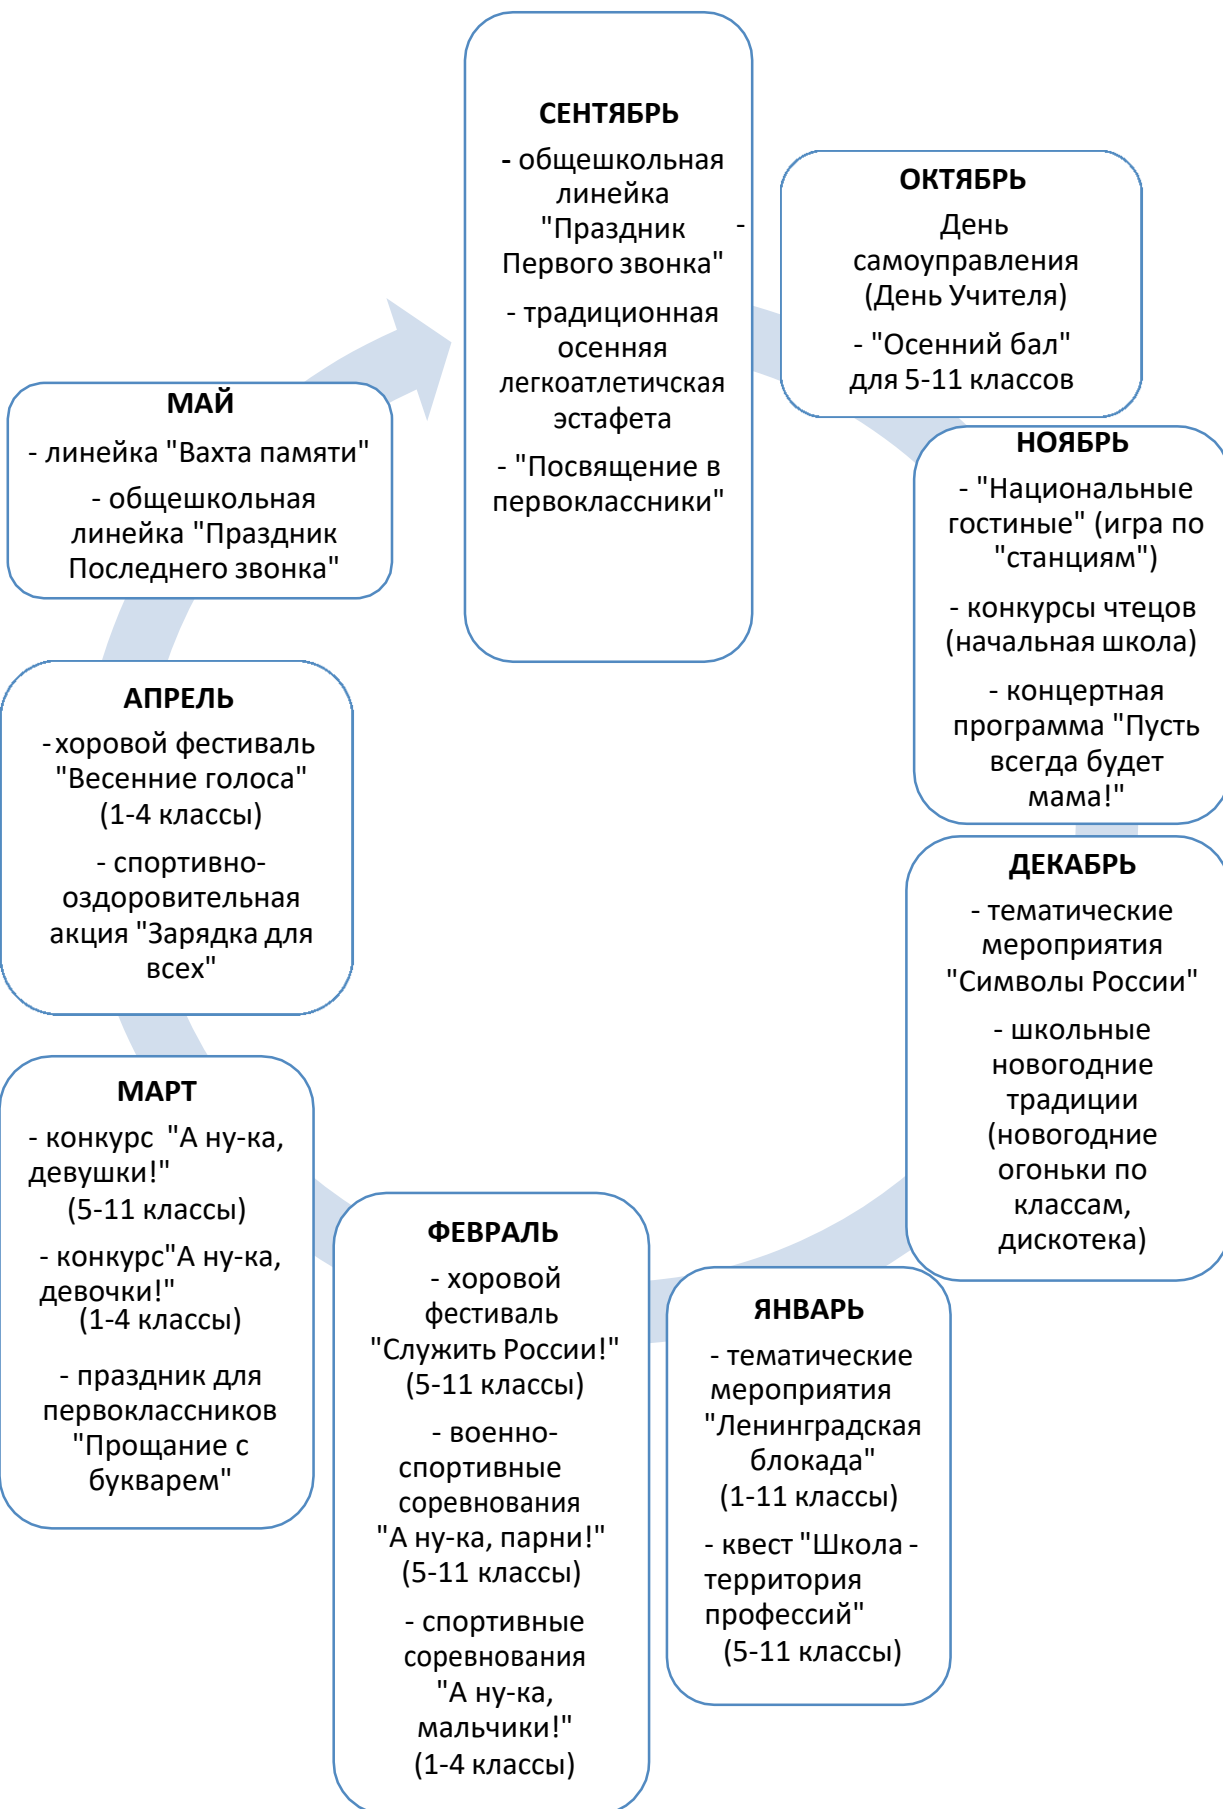 СЕНТЯБРЬ
- общешкольная
линейка
"Праздник -
Первого звонка"
- традиционная
осенняя
легкоатлетичская
эстафета
- "Посвящение в
первоклассники"
ОКТЯБРЬ
День
самоуправления
(День Учителя)
- "Осенний бал"
для 5-11 классов
НОЯБРЬ
- "Национальные
гостиные" (игра по
"станциям")
- конкурсы чтецов
(начальная школа)
- концертная
программа "Пусть
всегда будет
мама!"
ДЕКАБРЬ
- тематические
мероприятия
"Символы России"
- школьные
новогодние
традиции
(новогодние
огоньки по
классам,
дискотека)
ЯНВАРЬ
- тематические
мероприятия
"Ленинградская
блокада"
(1-11 классы)
- квест "Школа -
территория
профессий"
(5-11 классы)
ФЕВРАЛЬ
- хоровой
фестиваль
"Служить России!"
(5-11 классы)
- военно-
спортивные
соревнования
"А ну-ка, парни!"
(5-11 классы)
- спортивные
соревнования
"А ну-ка,
мальчики!"
(1-4 классы)
МАРТ
- конкурс "А ну-ка,
девушки!"
(5-11 классы)
- конкурс"А ну-ка,
девочки!"
(1-4 классы)
- праздник для
первоклассников
"Прощание с
букварем"
АПРЕЛЬ
- хоровой фестиваль
"Весенние голоса"
(1-4 классы)
- спортивно-
оздоровительная
акция "Зарядка для
всех"
МАЙ
- линейка "Вахта памяти"
- общешкольная
линейка "Праздник
Последнего звонка"